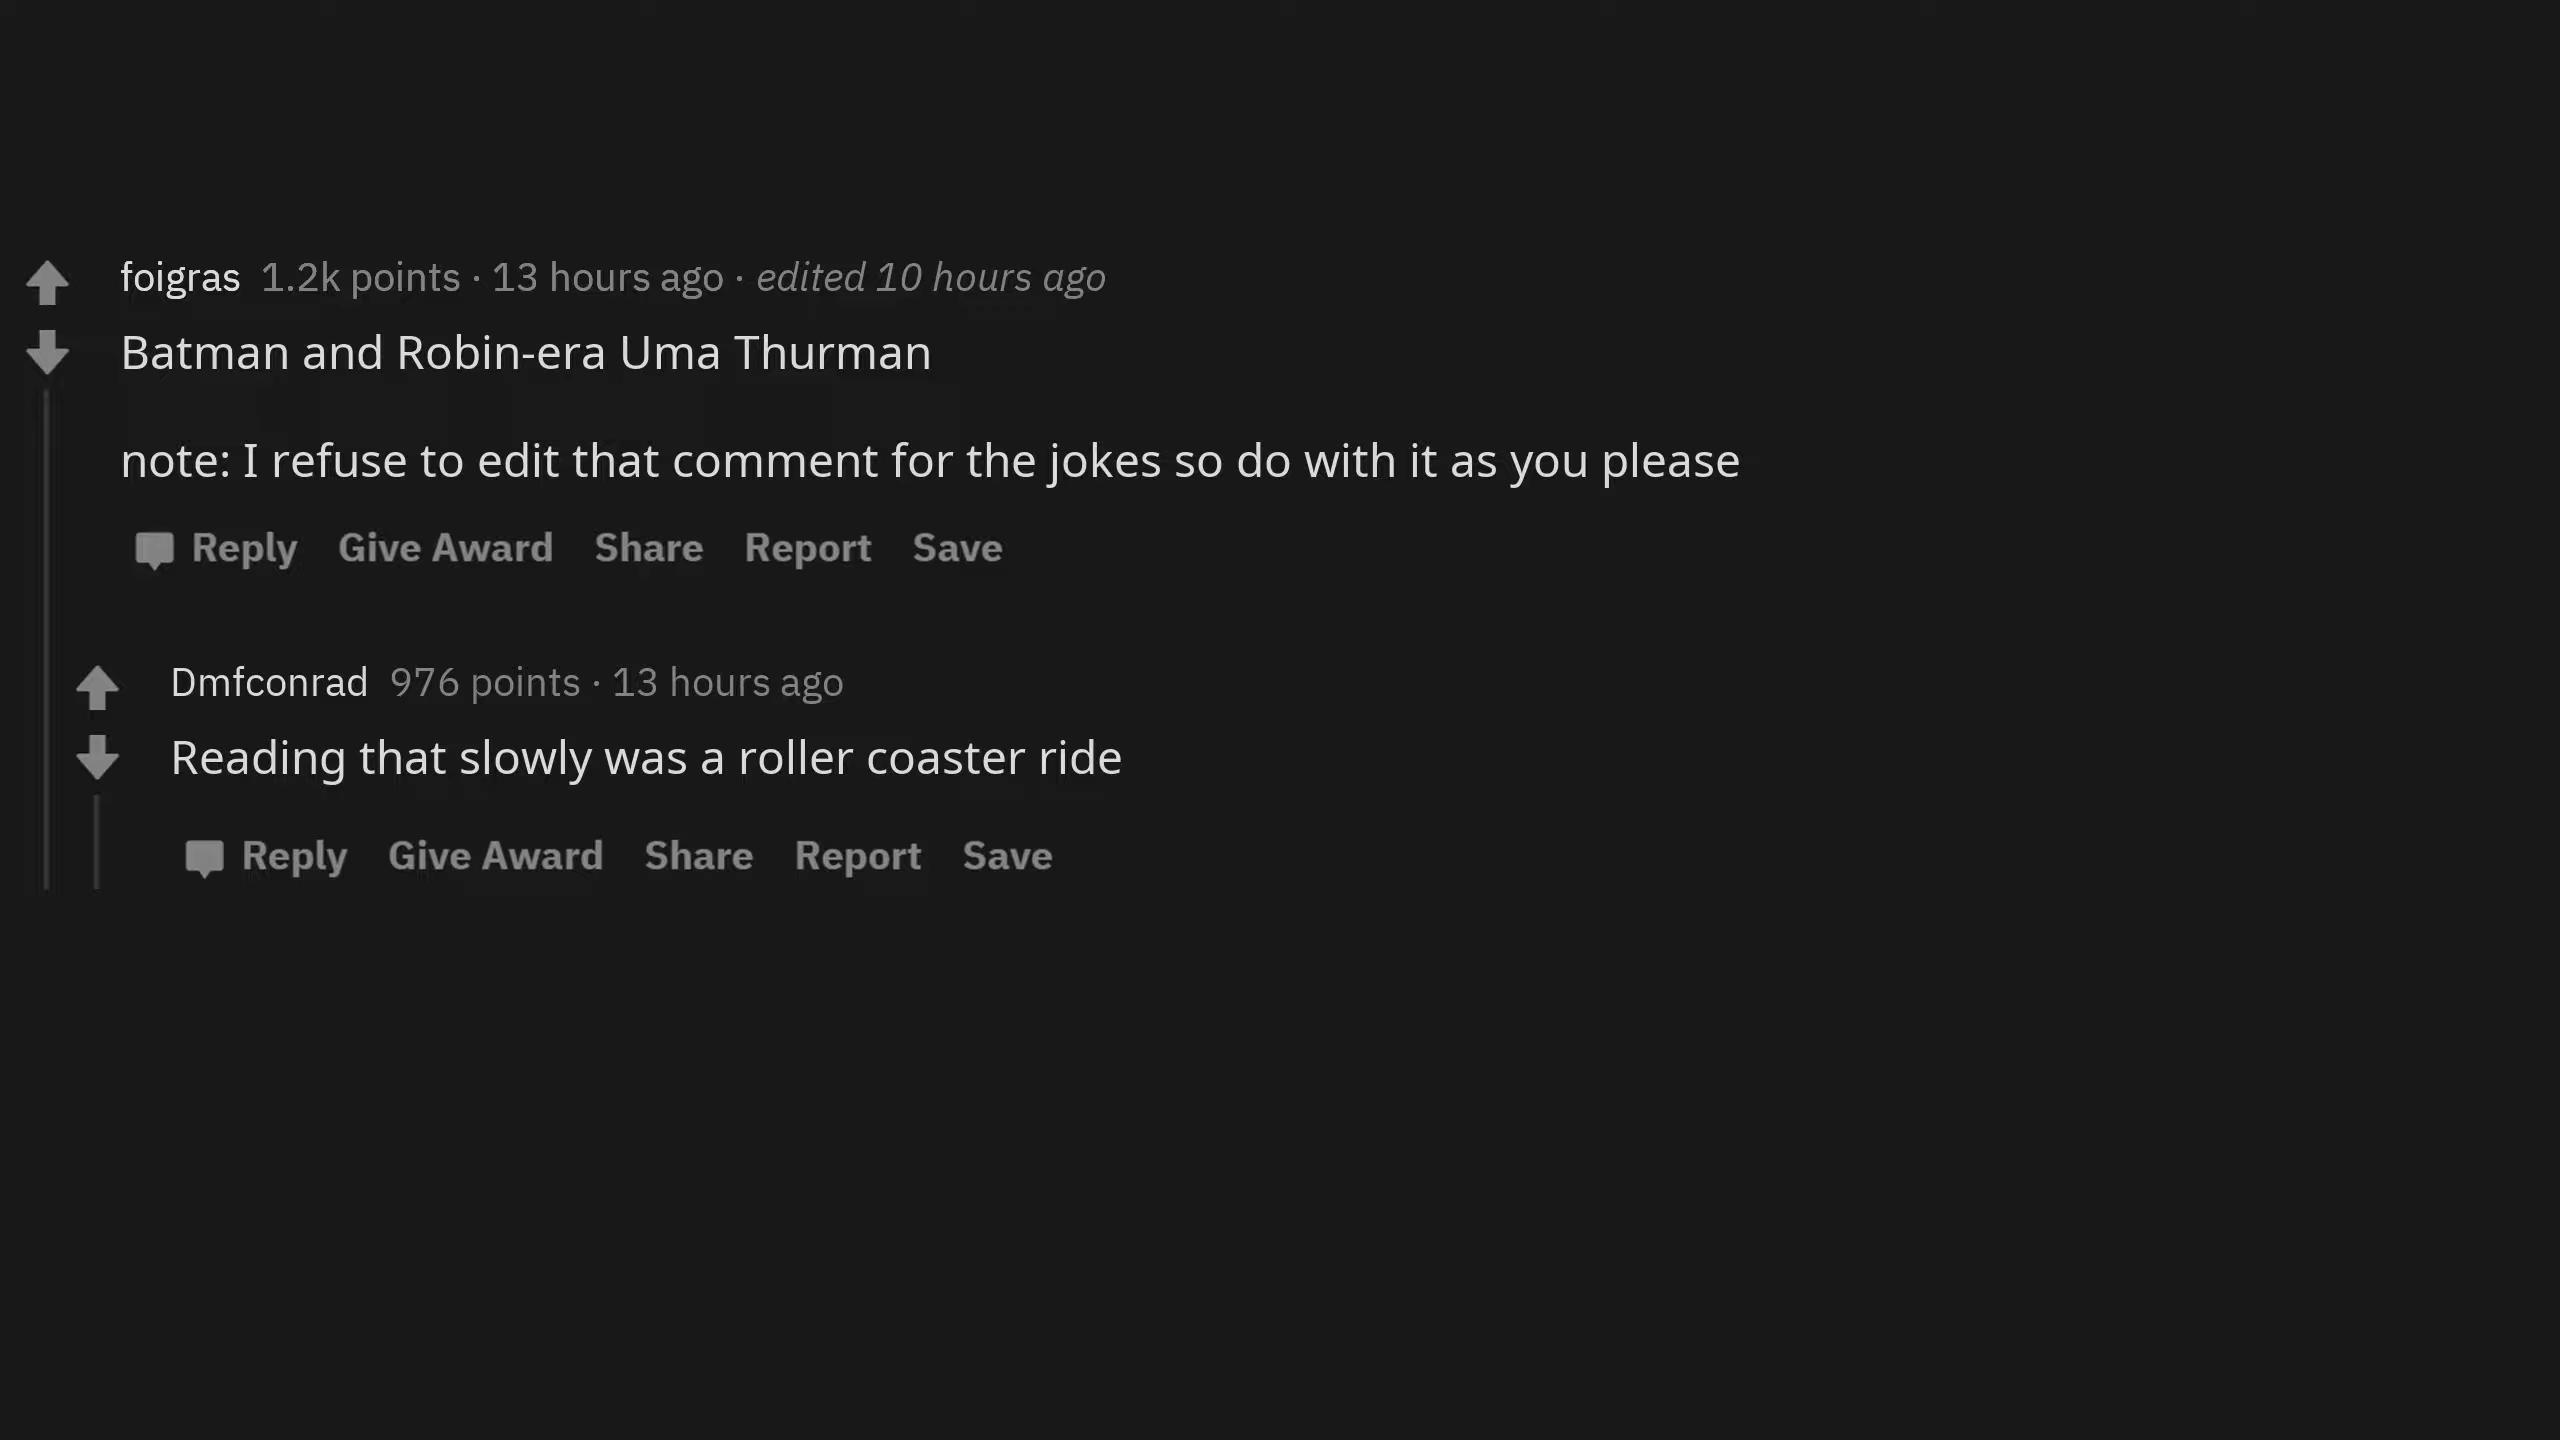 foigras 1.2k points · 13 hours ago · edited 10 hours ago
Batman and Robin-era Uma Thurman
note: I refuse to edit that comment for the jokes so do with it as you please
Reply Give Award Share Report Save
Dmfconrad 976 points · 13 hours ago
Reading that slowly was a roller coaster ride
Reply Give Award Share Report Save